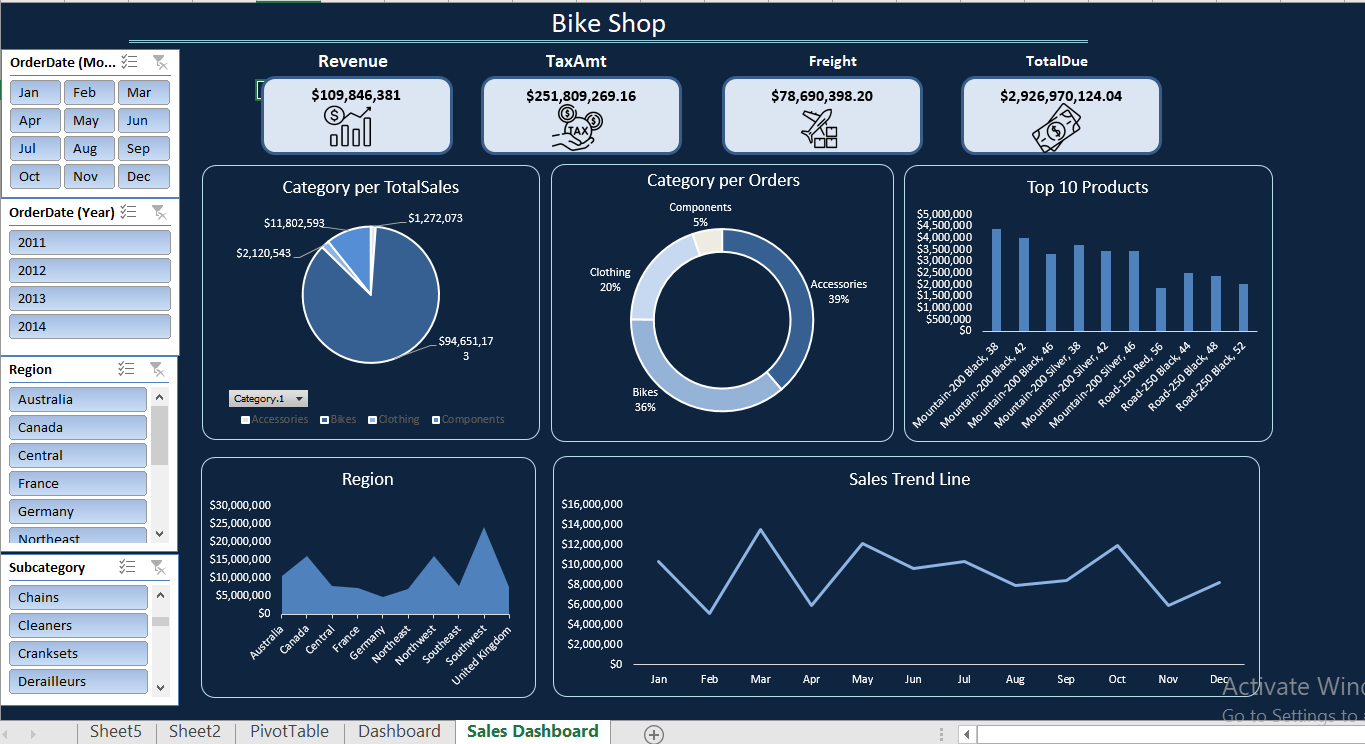 Bike Shop
OrderDate (Mo...
Jan Feb Mar
Apr May Jun
Jul Aug Sep
Oct Nov Dec
OrderDate (Year)
2011
2012
2013
2014
Region
Australia
Canada
Central
France
Germany
Northeast
Subcategory
Chains
Cleaners
Cranksets
Derailleurs
Revenue
$109,846,381
$
TaxAmt
$251,809,269.16
$ $
TAX
Freight
$78,690,398.20
TotalDue
$2,926,970,124.04
$
Category per TotalSales
$11,802,593
$1,272,073
$2,120,543
$94,651,17
3
Category.1
Accessories Bikes Clothing Components
Category per Orders
Components
5%
Clothing
20%
Accessories
39%
Bikes
36%
Top 10 Products
$5,000,000
$4,500,000
$4,000,000
$3,500,000
$3,000,000
$2,500,000
$2,000,000
$1,500,000
$1,000,000
$500,000
$0
Mountain-200 Black, 38
Mountain-200 Black, 42
Mountain-200 Black, 46
Mountain-200 Silver, 38
Mountain-200 Silver, 42
Mountain-200 Silver, 46
Road-150 Red, 56
Road-250 Black, 44
Road-250 Black, 48
Road-250 Black, 52
Region
$30,000,000
$25,000,000
$20,000,000
$15,000,000
$10,000,000
$5,000,000
$0
Australia
Canada
Central
France
Germany
Northeast
Northwest
Southeast
Southwest
United Kingdom
Sales Trend Line
$16,000,000
$14,000,000
$12,000,000
$10,000,000
$8,000,000
$6,000,000
$4,000,000
$2,000,000
$0
Jan Feb Mar Apr May Jun Jul Aug Sep Oct Nov Dec
Activate Winc
Go to Settings to
Sheet5 Sheet2 PivotTable Dashboard Sales Dashboard